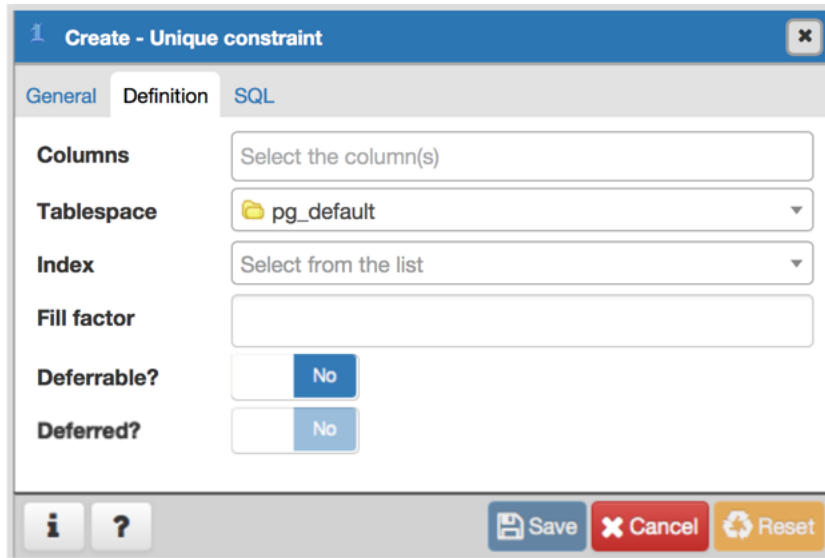 Create - Unique constraint
General Definition SQL
Columns Select the column(s)
Tablespace pg_default
Index Select from the list
Fill factor
Deferrable? No
Deferred? No
i ? Save Cancel Reset